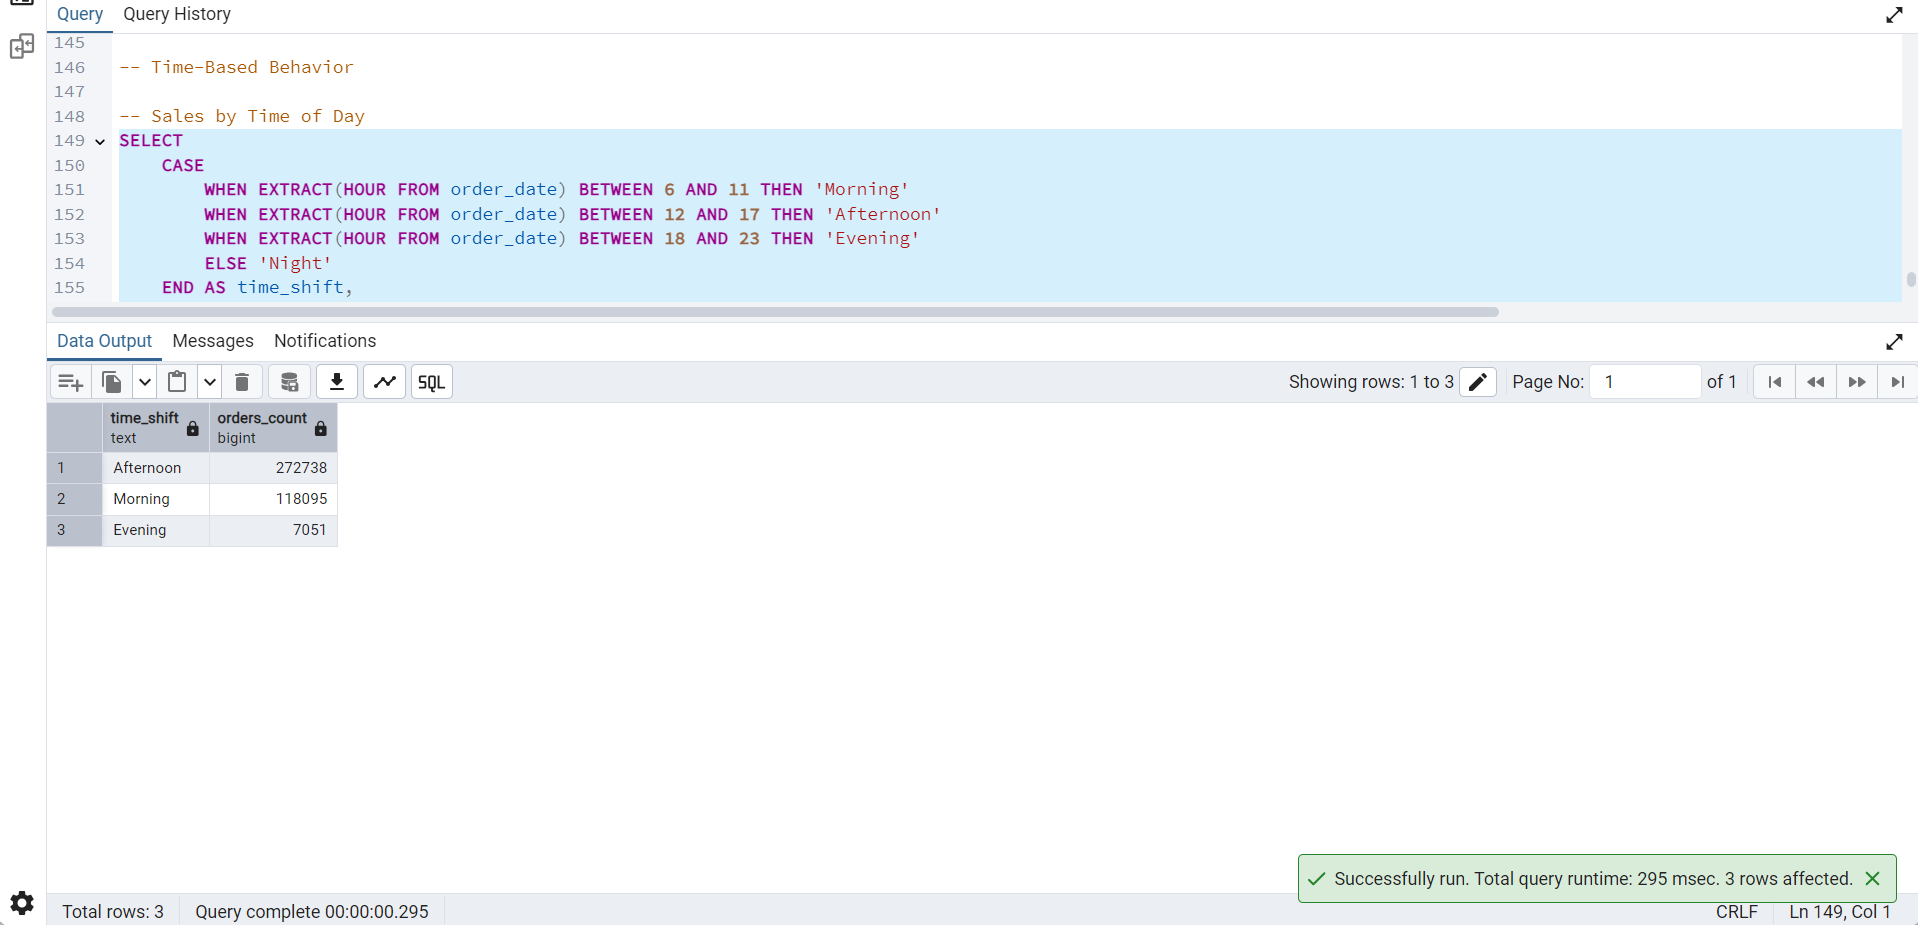 Query Query History
145
146 -- Time-Based Behavior
147
148 -- Sales by Time of Day
149 SELECT
150 CASE
151 WHEN EXTRACT(HOUR FROM order_date) BETWEEN 6 AND 11 THEN 'Morning'
152 WHEN EXTRACT(HOUR FROM order_date) BETWEEN 12 AND 17 THEN 'Afternoon'
153 WHEN EXTRACT(HOUR FROM order_date) BETWEEN 18 AND 23 THEN 'Evening'
154 ELSE 'Night'
155 END AS time_shift,
Data Output Messages Notifications
SQL Showing rows: 1 to 3 Page No: 1 of 1
time_shift orders_count
text bigint
1 Afternoon 272738
2 Morning 118095
3 Evening 7051
Successfully run. Total query runtime: 295 msec. 3 rows affected.
Total rows: 3 Query complete 00:00:00.295 CRLF Ln 149, Col 1